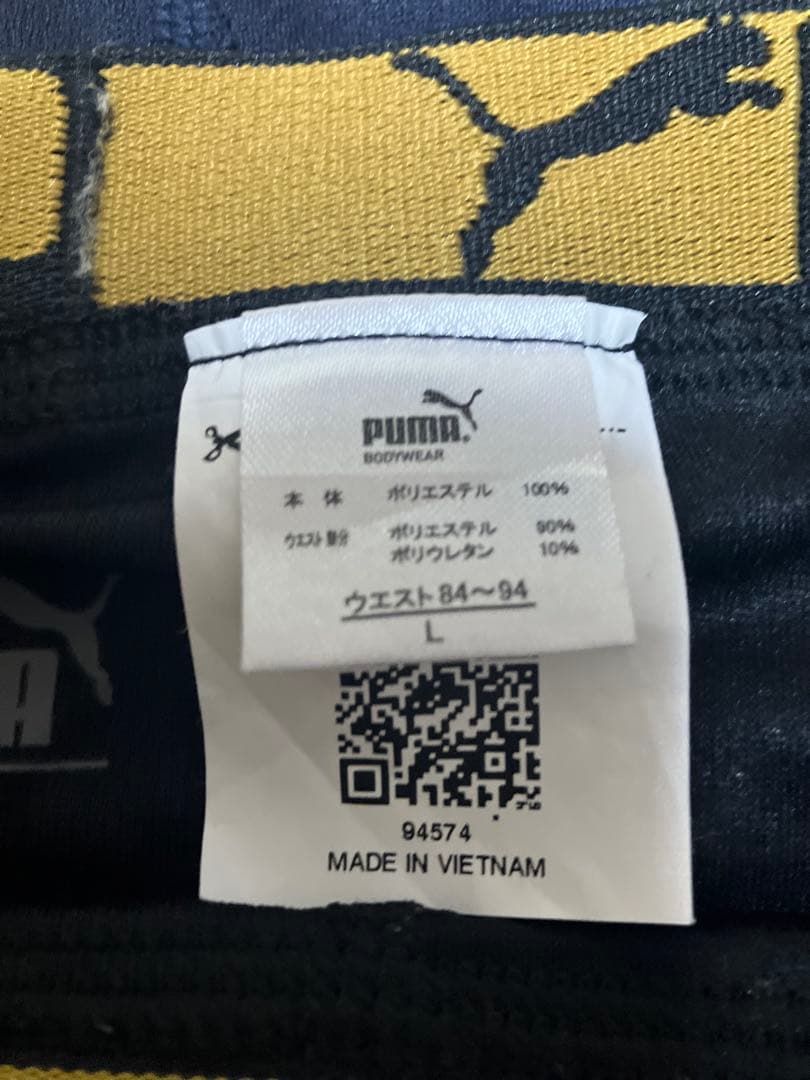 PUMA.
BODYWEAR
本体 ポリエステル 100%
ウエスト部分 ポリエステル 90%
ポリウレタン 10%
ウエスト 84～94
L
94574
MADE IN VIETNAM
A